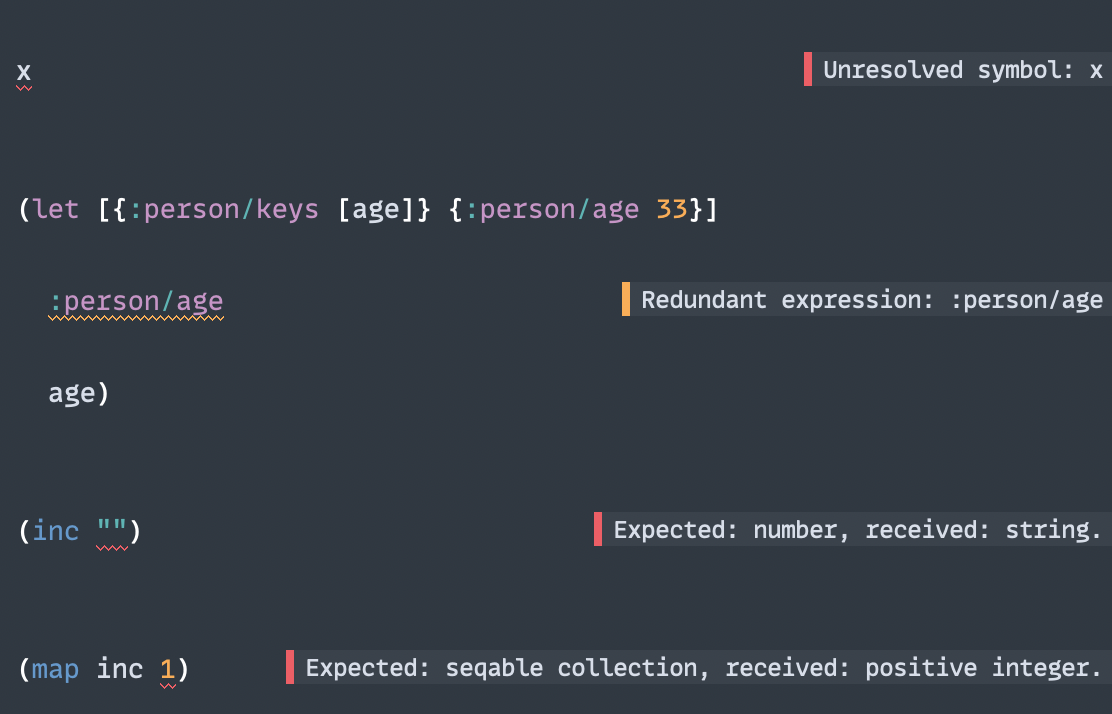 x Unresolved symbol: x
(let [{:person/keys [age]} {:person/age 33}]
:person/age Redundant expression: :person/age
age)
(inc "") Expected: number, received: string.
(map inc 1) Expected: seqable collection, received: positive integer.